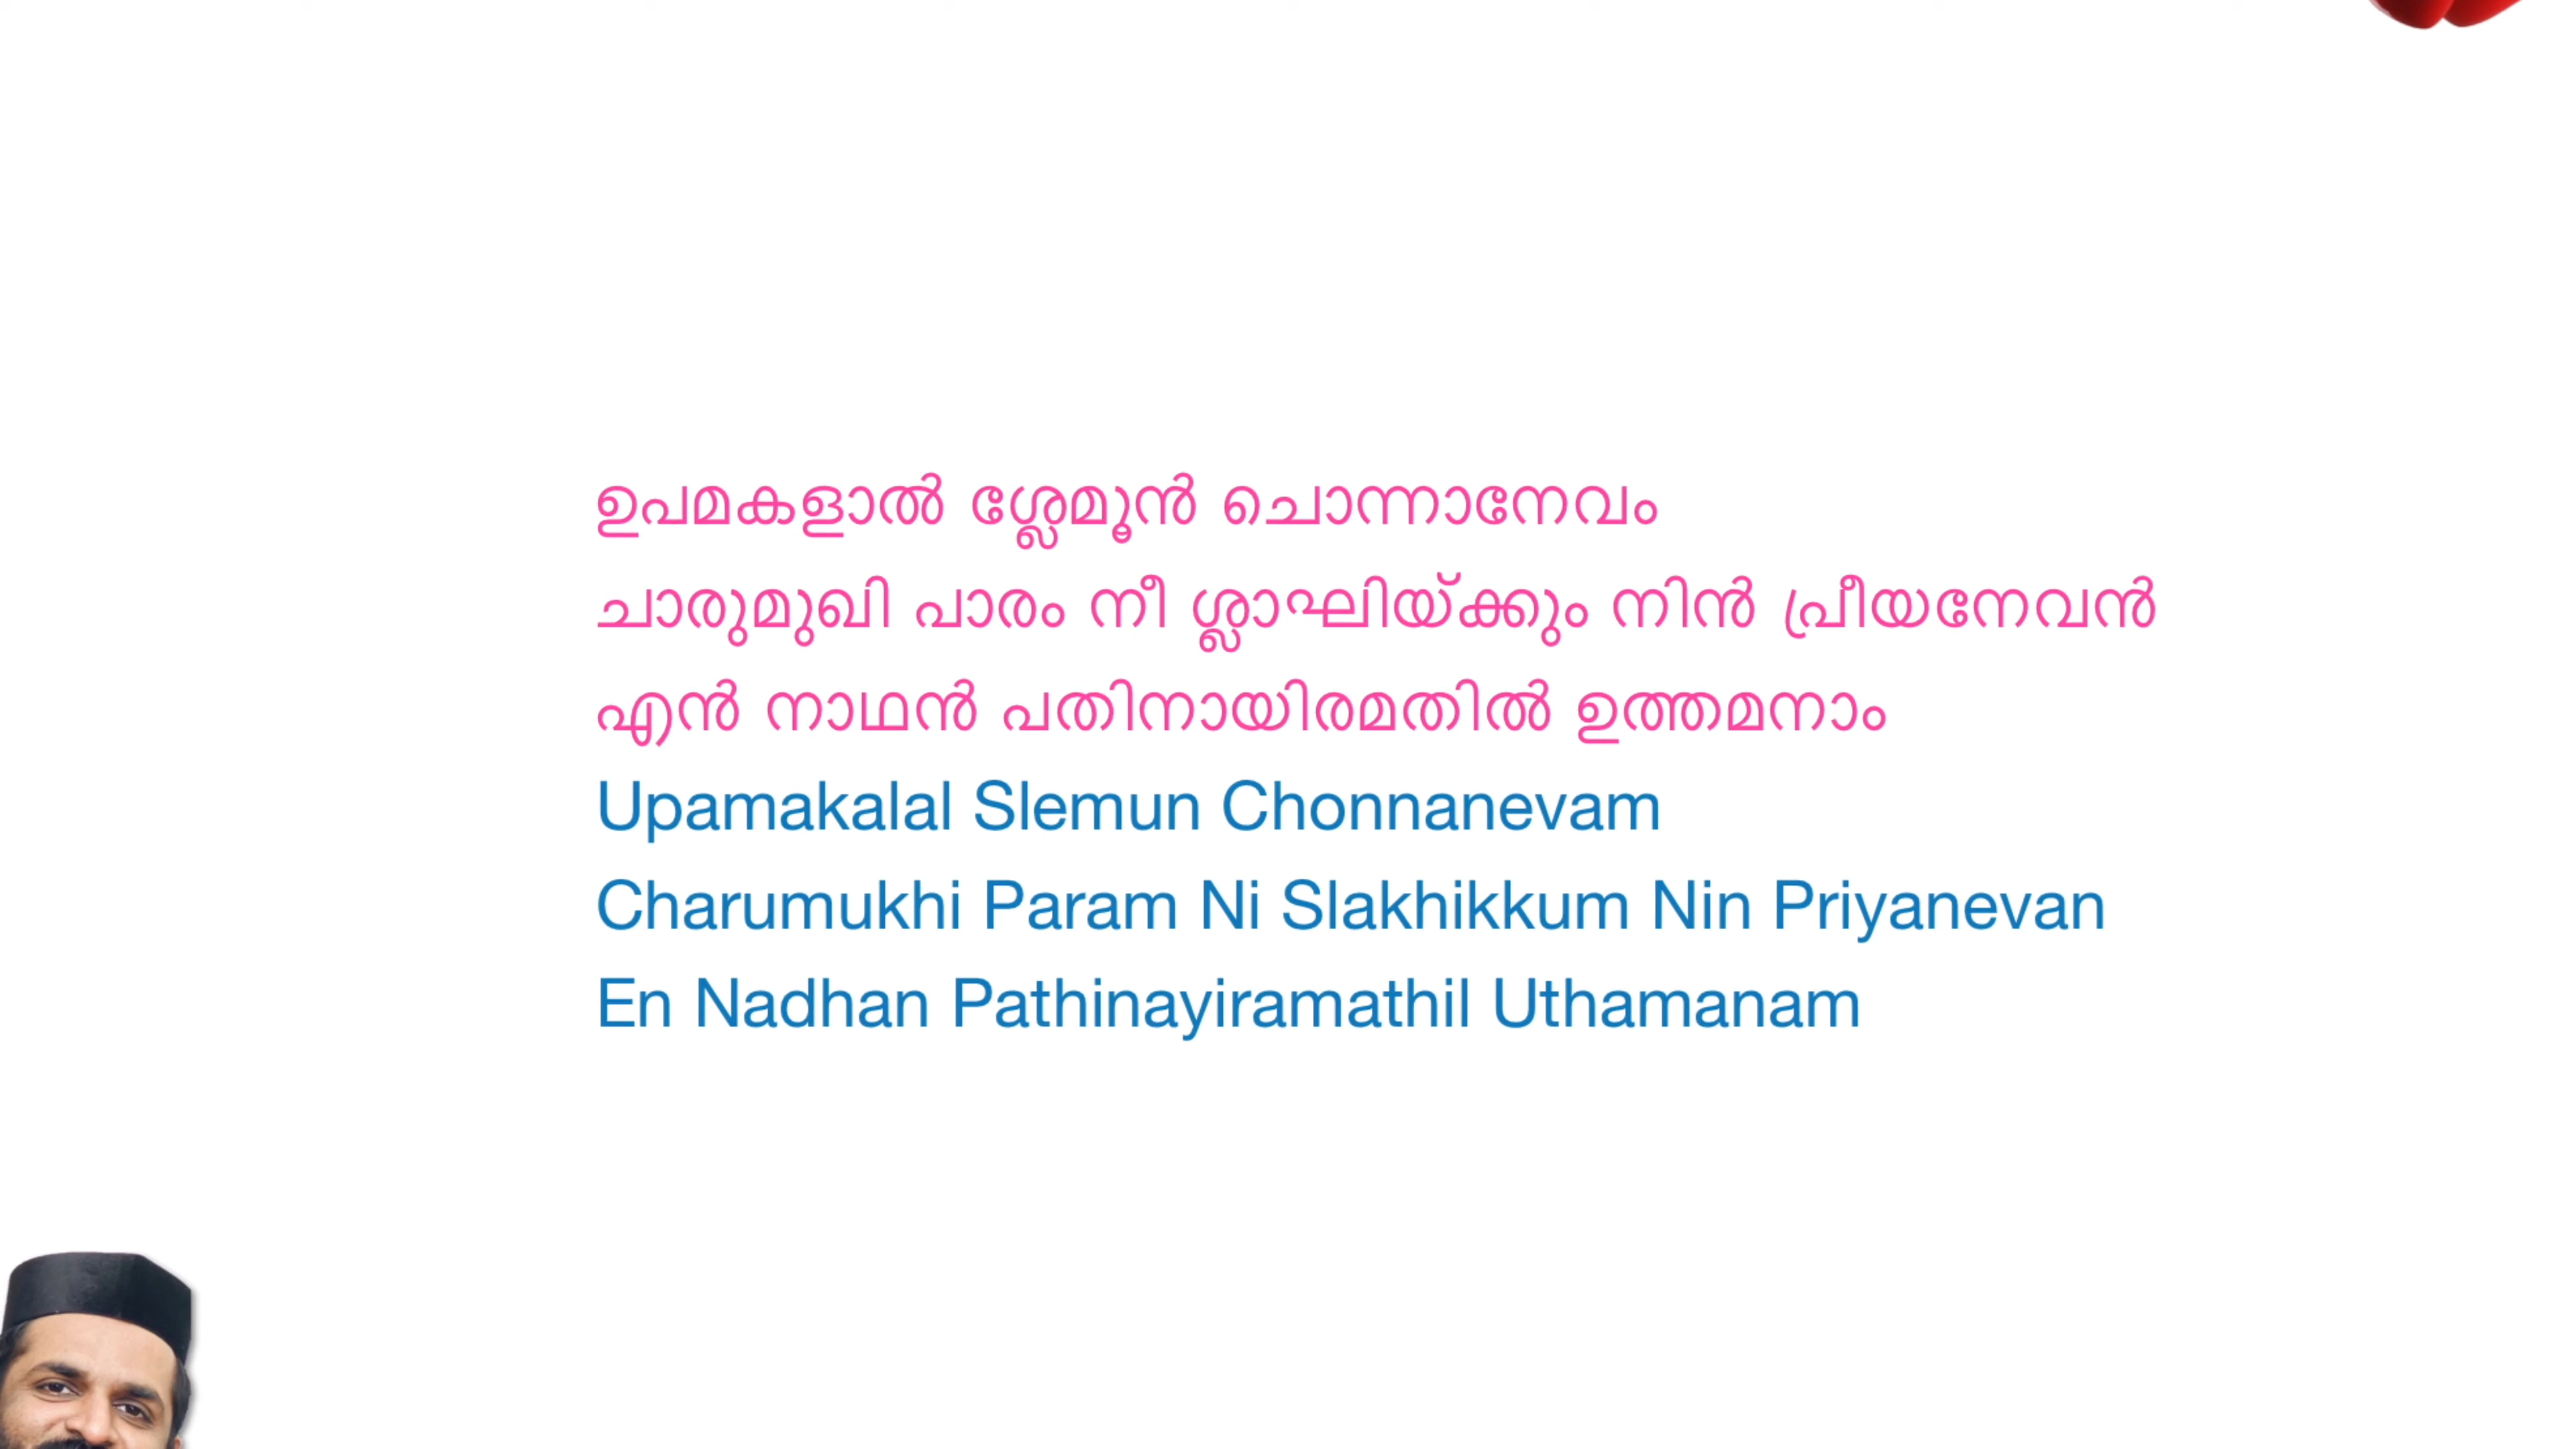 ഉപമകളാൽ ശ്ലേമൂൻ ചൊന്നാനേവം
ചാരുമുഖി പാരം നീ ശ്ലാഘിയ്ക്കും നിൻ പ്രീയനേവൻ
എൻ നാഥൻ പതിനായിരമതിൽ ഉത്തമനാം
Upamakalal Slemun Chonnanevam
Charumukhi Param Ni Slakhikkum Nin Priyanevan
En Nadhan Pathinayiramathil Uthamanam